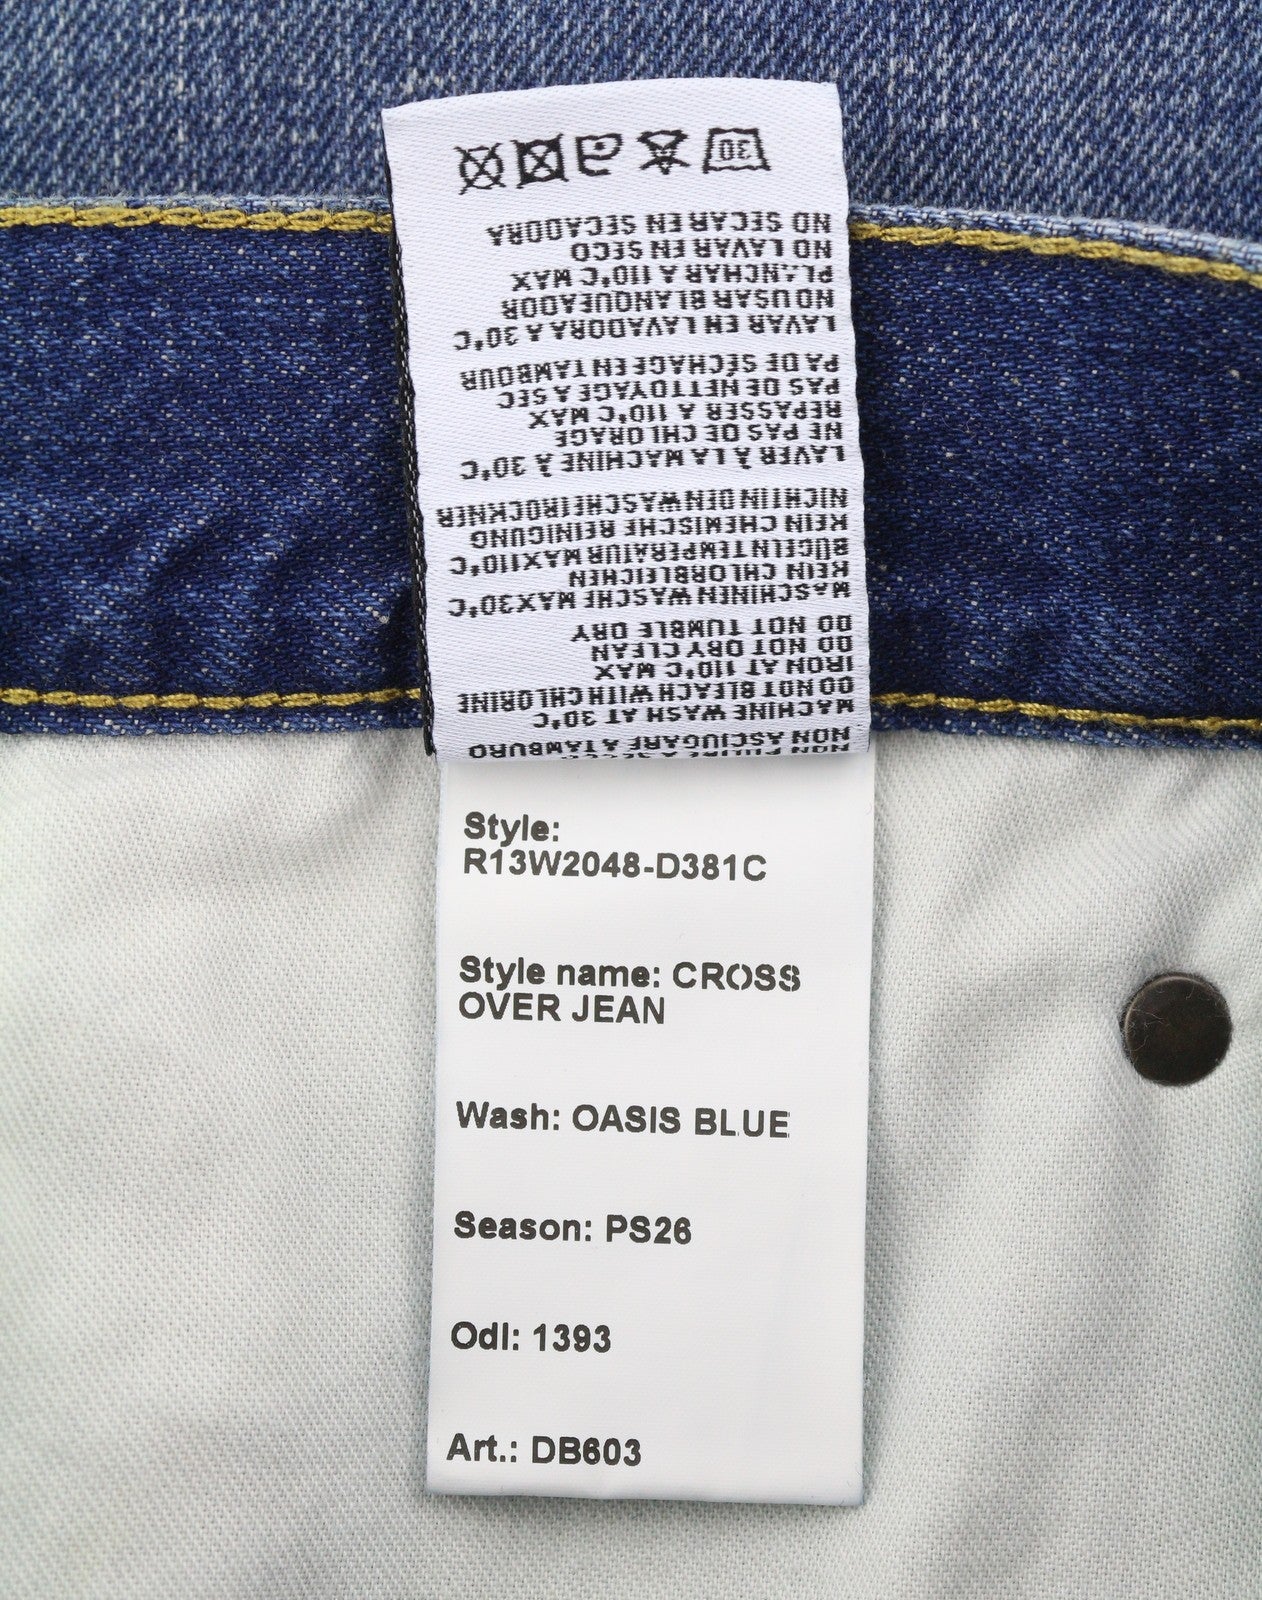 NON ASCIUGARE A TAMBURO
MACHINE WASH AT 30°C
DO NOT BLEACH WITH CHLORINE
IRON AT 110°C MAX
DO NOT DRY CLEAN
DO NOT TUMBLE DRY
MASCHINEN WASCHE MAX30°C
KEIN CHLORBLEICHEN
BÜGELN TEMPERATUR MAX110°C
KEIN CHEMISCHE REINIGUNG
NICHT IN DEN WASCHETROCKNER
LAVER À LA MACHINE À 30°C
NE PAS DE CHLORAGE
REPASSER A 110°C MAX
PAS DE NETTOYAGE A SEC
PA DE SÉCHAGE EN TAMBOUR
LAVAR EN LAVADORA A 30°C
NO USAR BLANQUEADOR
PLANCHAR A 110°C MAX
NO LAVAR EN SECO
NO SECAR EN SECADORA
30
Style:
R13W2048-D381C
Style name: CROSS
OVER JEAN
Wash: OASIS BLUE
Season: PS26
Odl: 1393
Art.: DB603